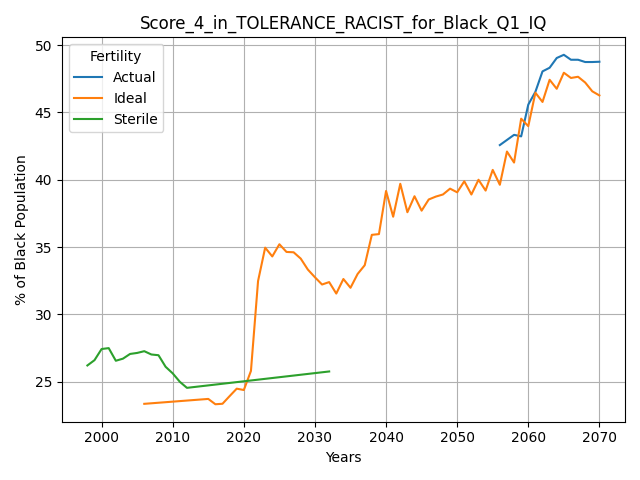 Score_4_in_TOLERANCE_RACIST_for_Black_Q1_IQ
Fertility
Actual
Ideal
Sterile
% of Black Population
50
45
40
35
30
25
2000 2010 2020 2030 2040 2050 2060 2070
Years